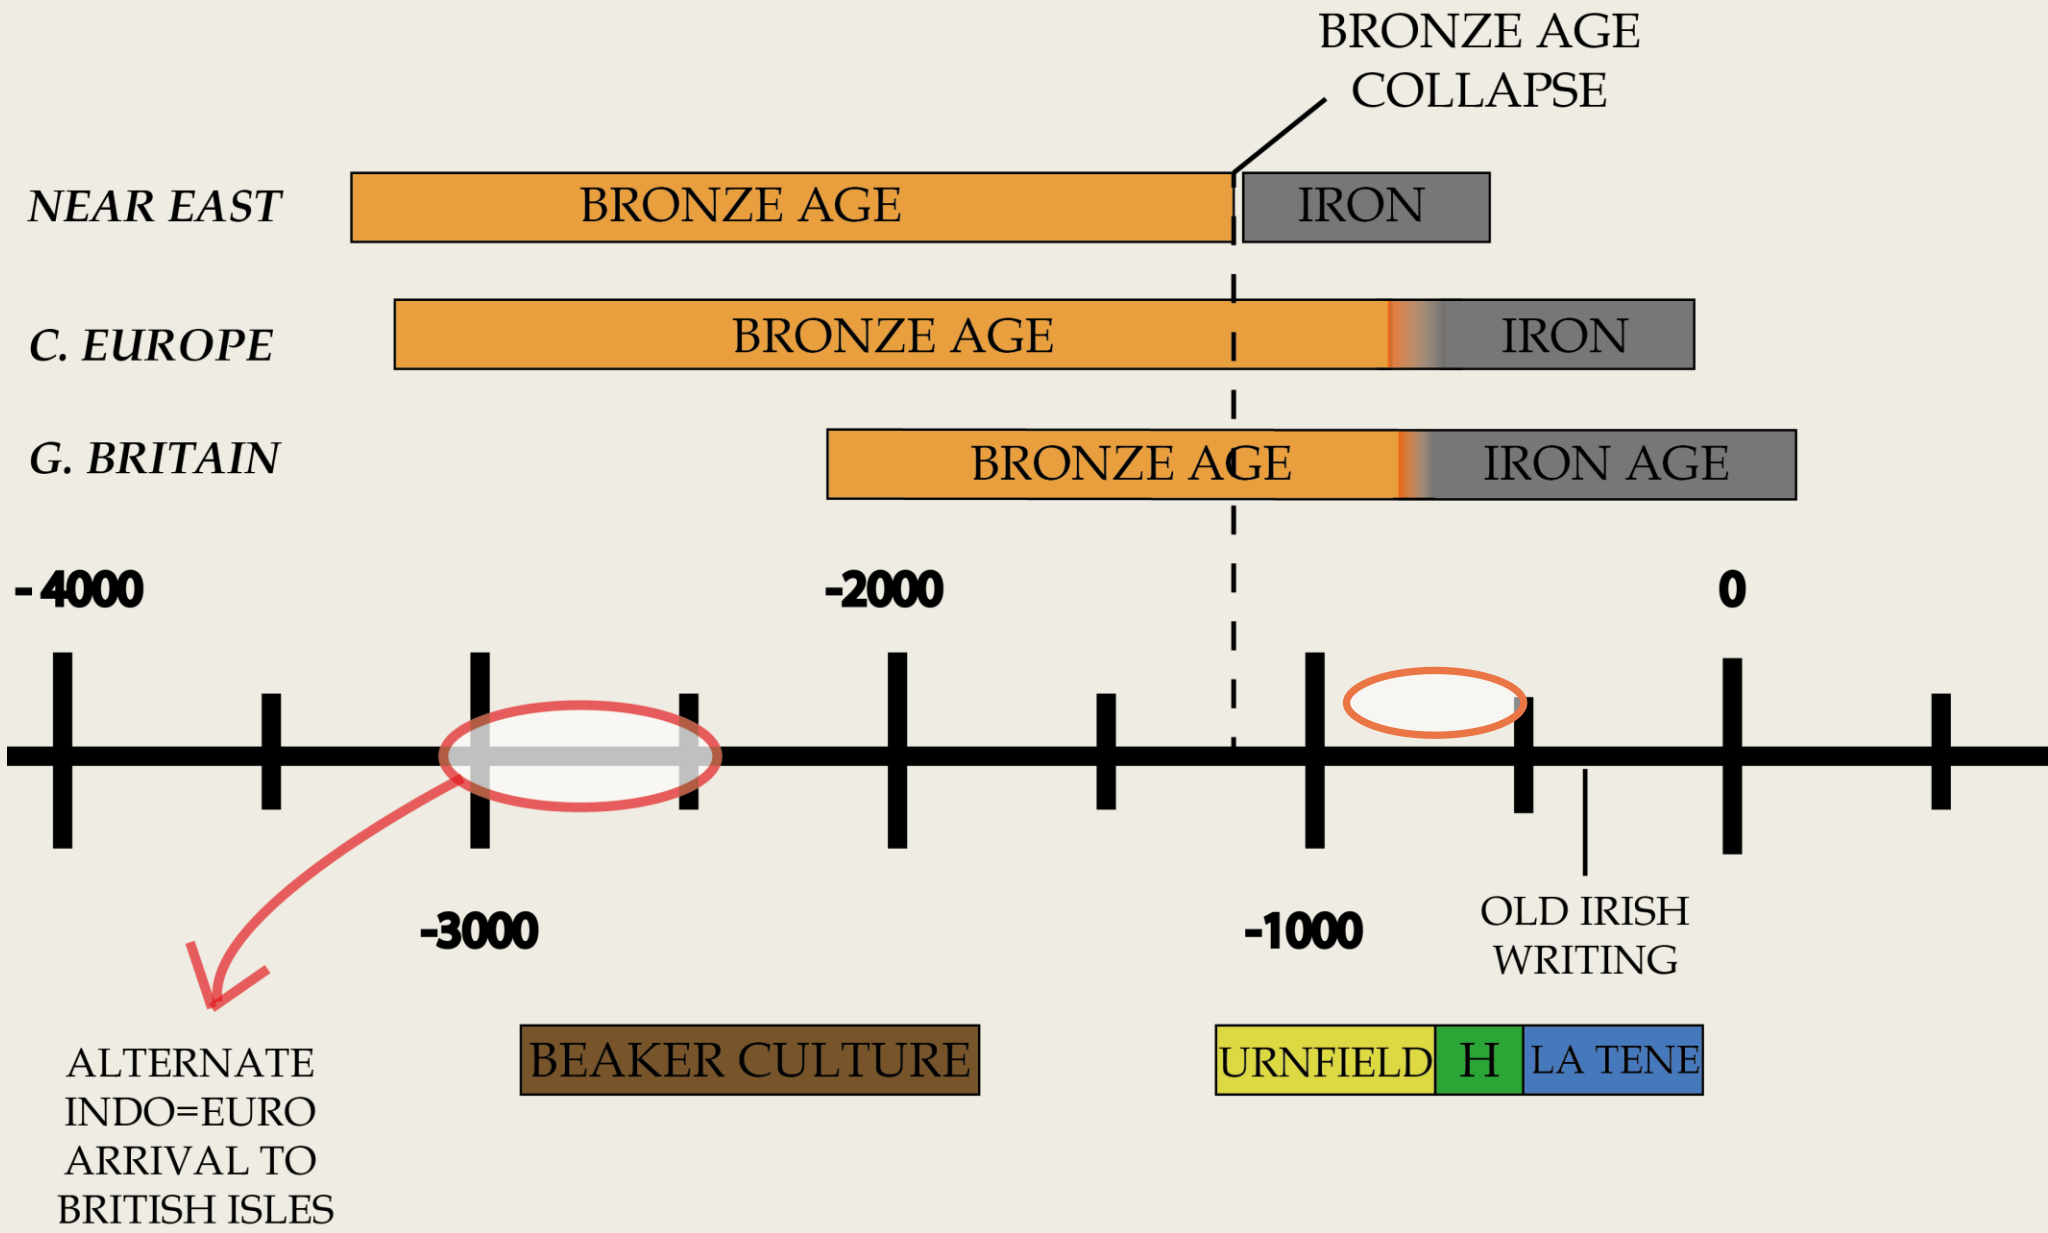 BRONZE AGE
COLLAPSE
NEAR EAST
BRONZE AGE
IRON
C. EUROPE
BRONZE AGE
IRON
G. BRITAIN
BRONZE AGE
IRON AGE
- 4000
-2000
0
-3000
-1000
OLD IRISH
WRITING
BEAKER CULTURE
URNFIELD
H
LA TENE
ALTERNATE
INDO=EURO
ARRIVAL TO
BRITISH ISLES